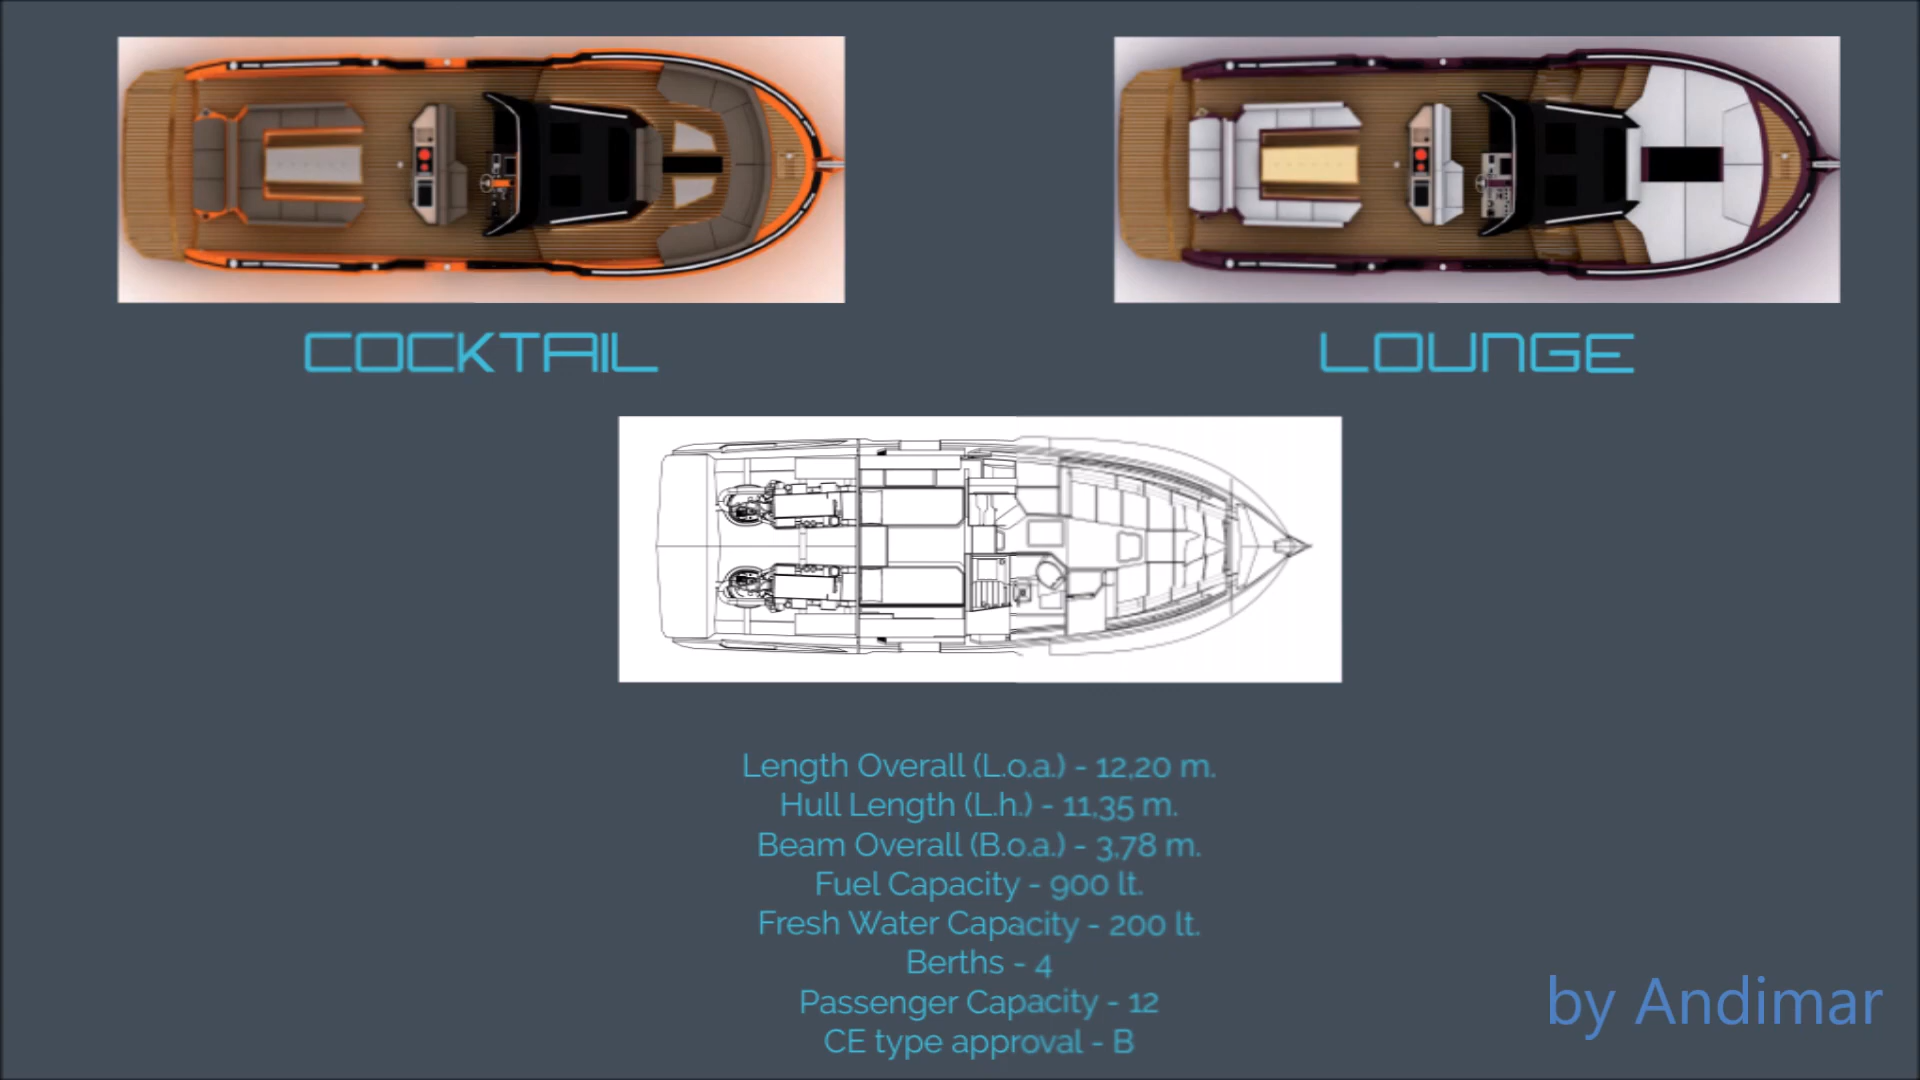 COCKTAIL
LOUNGE
Length Overall (L.o.a.) - 12,20 m.
Hull Length (L.h.) - 11,35 m.
Beam Overall (B.o.a.) - 3,78 m.
Fuel Capacity - 900 lt.
Fresh Water Capacity - 200 lt.
Berths - 4
Passenger Capacity - 12
CE type approval - B
by Andimar